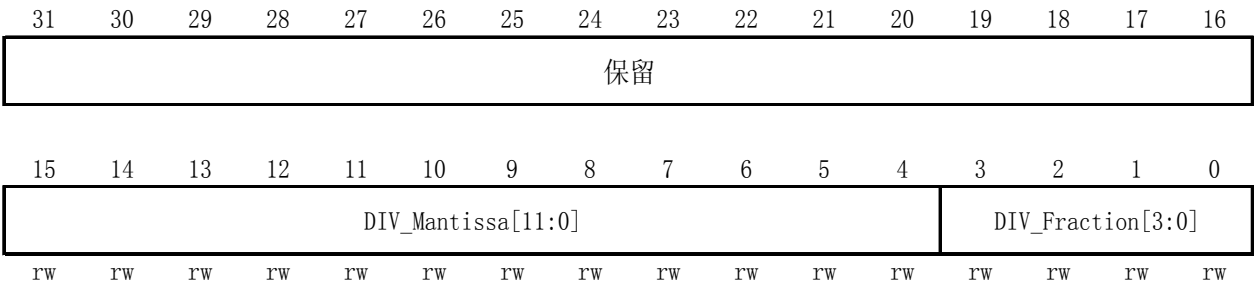 31 30 29 28 27 26 25 24 23 22 21 20 19 18 17 16
保留
15 14 13 12 11 10 9 8 7 6 5 4 3 2 1 0
DIV_Mantissa[11:0] DIV_Fraction[3:0]
rw rw rw rw rw rw rw rw rw rw rw rw rw rw rw rw